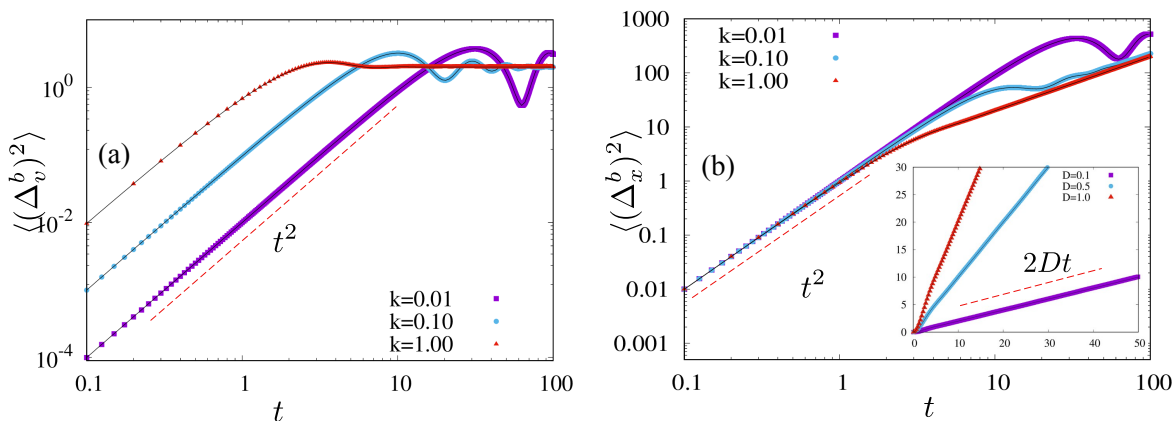 ⟨(Δ_v^b)^2⟩
10^0
10^-2
10^-4
(a)
t^2
k=0.01
k=0.10
k=1.00
0.1 1 10 100
t
⟨(Δ_x^b)^2⟩
1000
100
10
1
0.1
0.01
0.001
k=0.01
k=0.10
k=1.00
(b)
t^2
30
25
20
15
10
5
0
D=0.1
D=0.5
D=1.0
2Dt
0 10 20 30 40 50
0.1 1 10 100
t